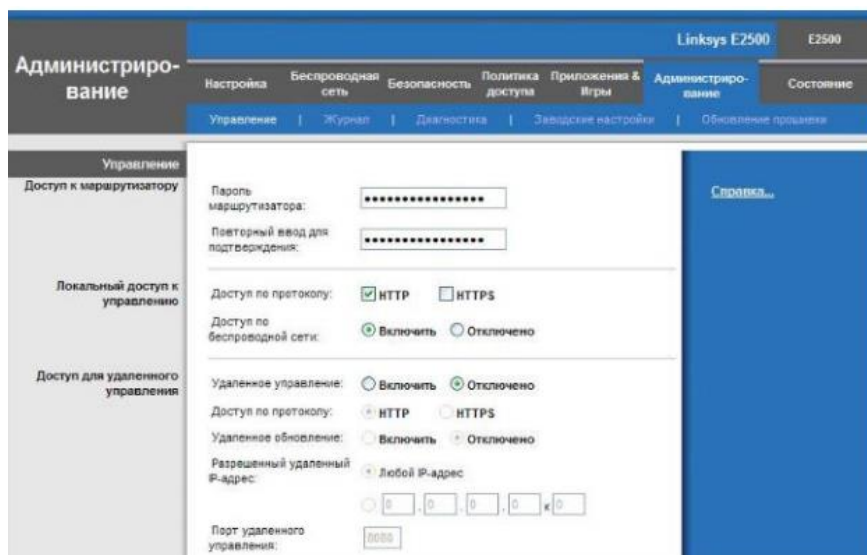 Linksys E2500 E2500
Администриро-
вание
Настройка Беспроводная сеть Безопасность Политика доступа Приложения & Игры Администриро-вание Состояние
Управление | Журнал | Диагностика | Заводские настройки | Обновление прошивки
Управление
Доступ к маршрутизатору
Пароль
маршрутизатора:
Справка...
Повторный ввод для
подтверждения:
Локальный доступ к
управлению
Доступ по протоколу: HTTP HTTPS
Доступ по
беспроводной сети: Включить Отключено
Доступ для удаленного
управления
Удаленное управление: Включить Отключено
Доступ по протоколу: HTTP HTTPS
Удаленное обновление: Включить Отключено
Разрешенный удаленный
IP-адрес: Любой IP-адрес
0 . 0 . 0 . 0 к 0
Порт удаленного
управления: 8080